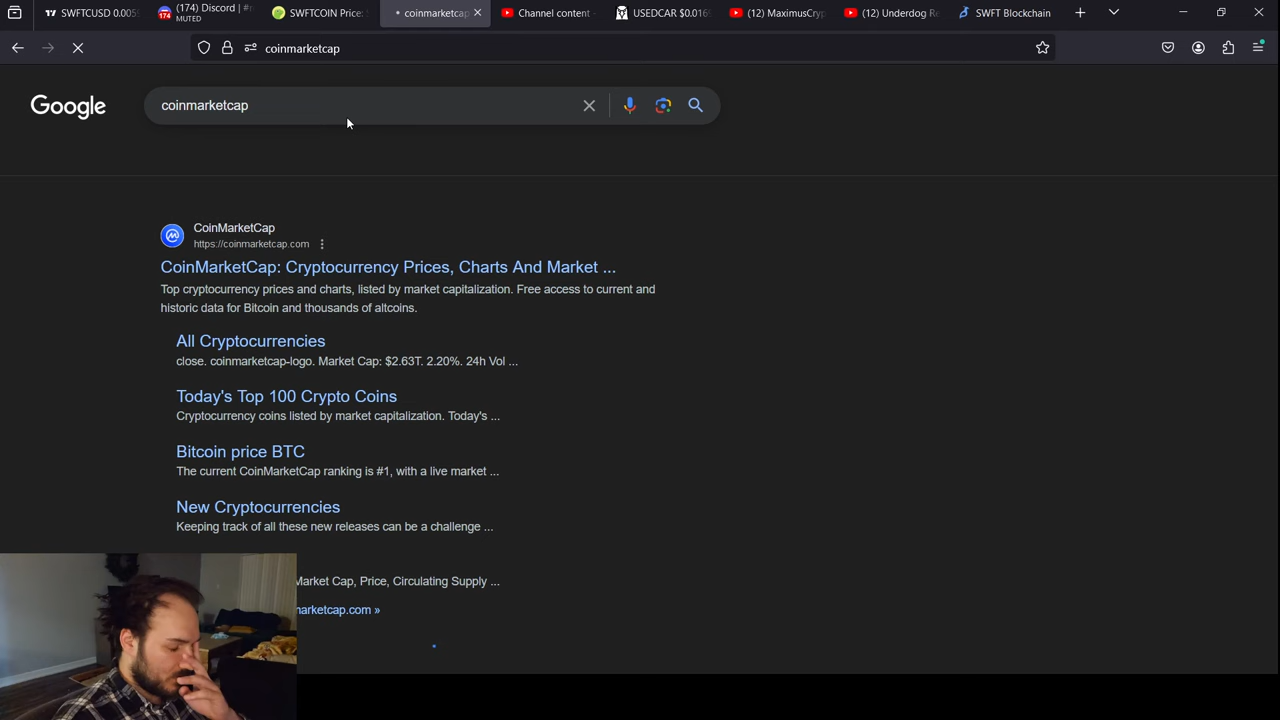 SWFTCUSD 0.005
(174) Discord | #
MUTED
SWFTCOIN Price:
coinmarketcap
Channel content -
USEDCAR $0.016
(12) MaximusCryp
(12) Underdog Re
SWFT Blockchain
coinmarketcap
Google
coinmarketcap
CoinMarketCap
https://coinmarketcap.com
CoinMarketCap: Cryptocurrency Prices, Charts And Market ...
Top cryptocurrency prices and charts, listed by market capitalization. Free access to current and
historic data for Bitcoin and thousands of altcoins.
All Cryptocurrencies
close. coinmarketcap-logo. Market Cap: $2.63T. 2.20%. 24h Vol ...
Today's Top 100 Crypto Coins
Cryptocurrency coins listed by market capitalization. Today's ...
Bitcoin price BTC
The current CoinMarketCap ranking is #1, with a live market ...
New Cryptocurrencies
Keeping track of all these new releases can be a challenge ...
Market Cap, Price, Circulating Supply ...
narketcap.com »